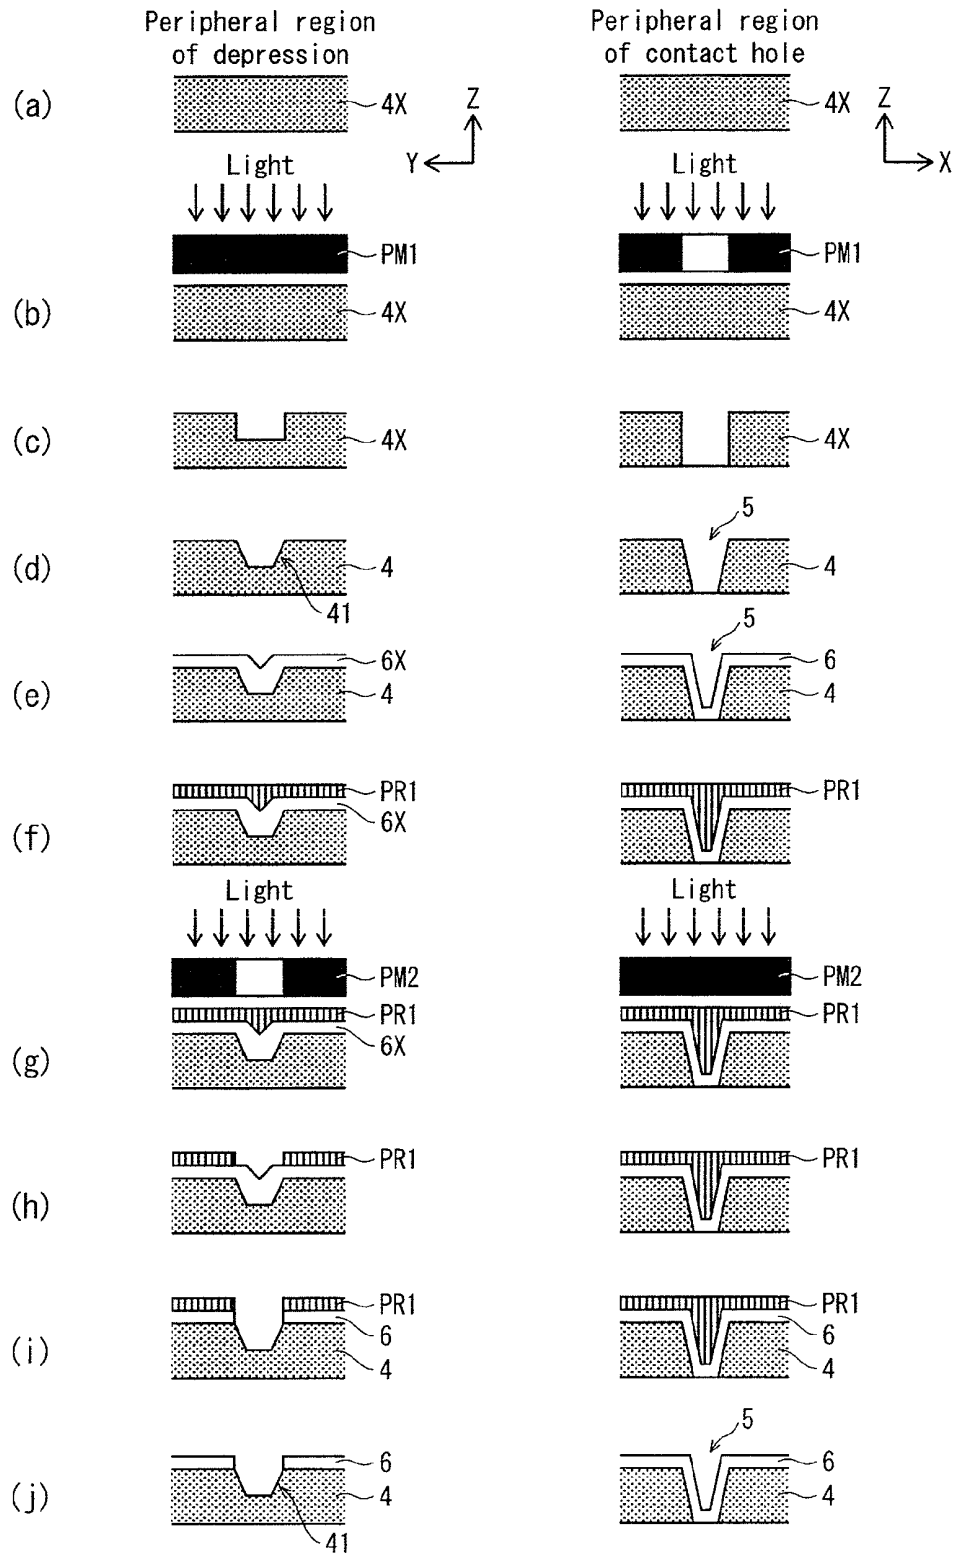 Peripheral region
of depression
Peripheral region
of contact hole
(a)
4X
Z
Y
4X
Z
X
Light
Light
PM1
PM1
(b)
4X
4X
(c)
4X
4X
5
(d)
4
4
41
5
6X
6
(e)
4
4
PR1
PR1
6X
(f)
Light
Light
PM2
PM2
PR1
PR1
6X
(g)
PR1
PR1
(h)
PR1
PR1
6
6
(i)
4
4
5
6
6
(j)
4
4
41